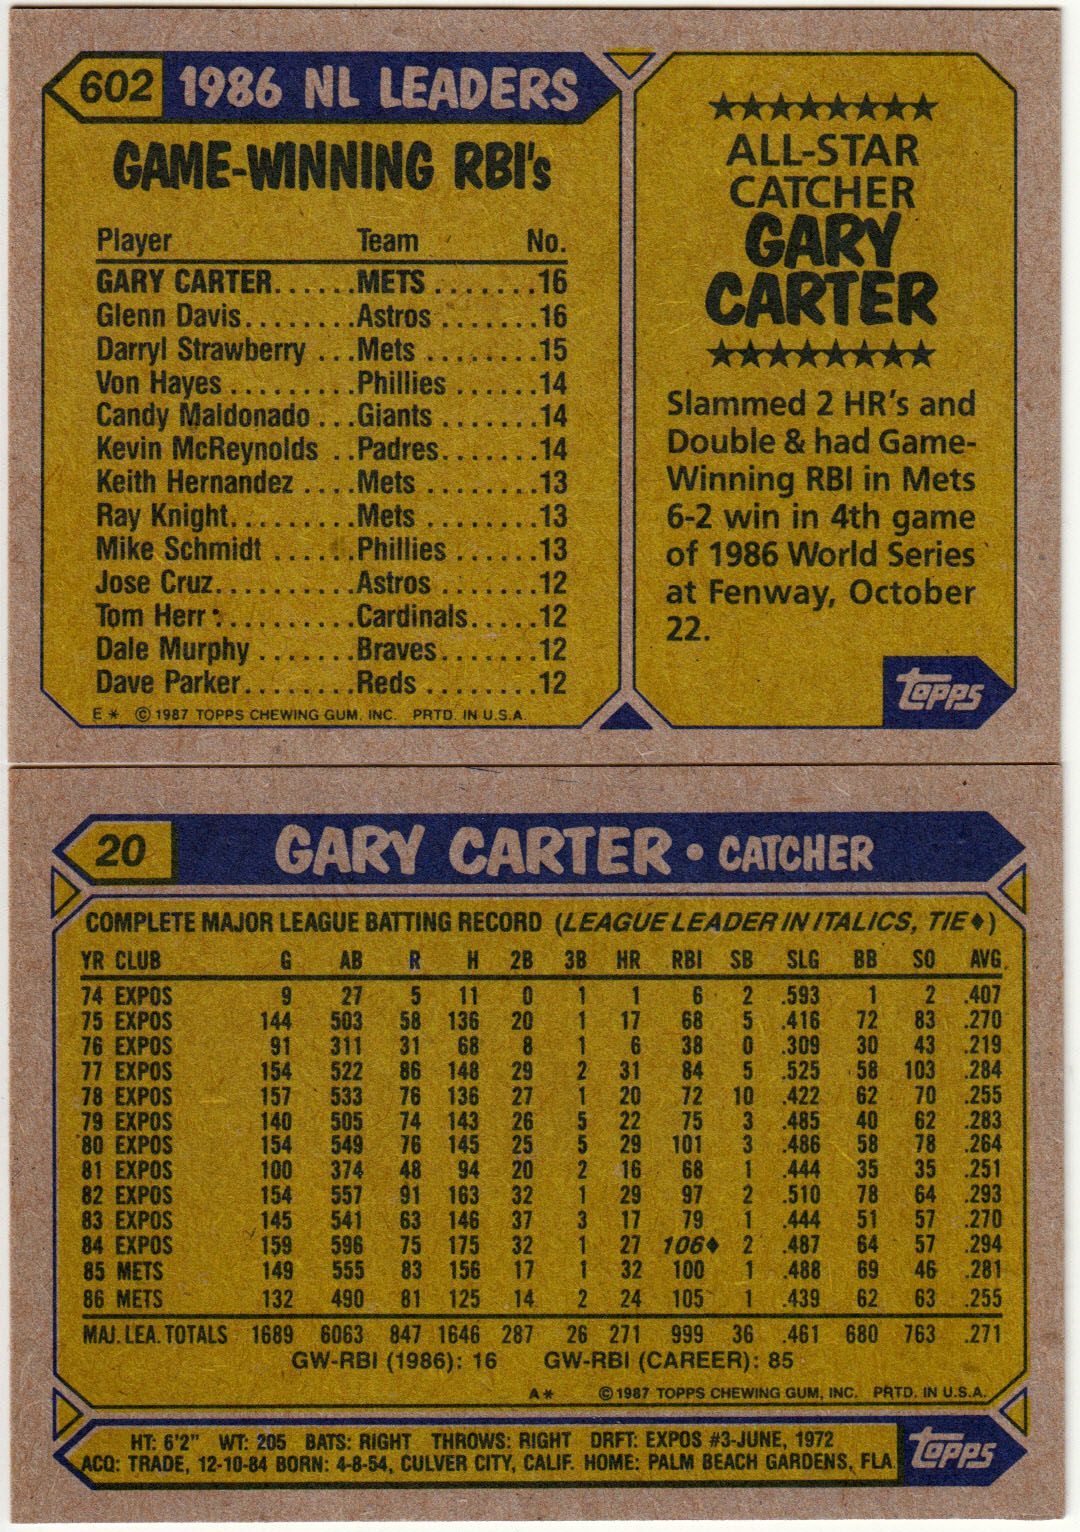 602 1986 NL LEADERS
GAME-WINNING RBI's
Player Team No.
GARY CARTER......METS.......16
Glenn Davis........Astros.......16
Darryl Strawberry...Mets........15
Von Hayes.........Phillies......14
Candy Maldonado...Giants.......14
Kevin McReynolds..Padres.......14
Keith Hernandez....Mets........13
Ray Knight.........Mets........13
Mike Schmidt......Phillies......13
Jose Cruz..........Astros.......12
Tom Herr..........Cardinals.....12
Dale Murphy.......Braves.......12
Dave Parker........Reds........12
E* © 1987 TOPPS CHEWING GUM, INC. PRTD. IN U.S.A.
★★★★★★★★
ALL-STAR
CATCHER
GARY
CARTER
★★★★★★★★
Slammed 2 HR's and
Double & had Game-
Winning RBI in Mets
6-2 win in 4th game
of 1986 World Series
at Fenway, October
22.
topps
20 GARY CARTER • CATCHER
COMPLETE MAJOR LEAGUE BATTING RECORD (LEAGUE LEADER IN ITALICS, TIE♦)
YR CLUB G AB R H 2B 3B HR RBI SB SLG BB SO AVG.
74 EXPOS 9 27 5 11 0 1 1 6 2 .593 1 2 .407
75 EXPOS 144 503 58 136 20 1 17 68 5 .416 72 83 .270
76 EXPOS 91 311 31 68 8 1 6 38 0 .309 30 43 .219
77 EXPOS 154 522 86 148 29 2 31 84 5 .525 58 103 .284
78 EXPOS 157 533 76 136 27 1 20 72 10 .422 62 70 .255
79 EXPOS 140 505 74 143 26 5 22 75 3 .485 40 62 .283
80 EXPOS 154 549 76 145 25 5 29 101 3 .486 58 78 .264
81 EXPOS 100 374 48 94 20 2 16 68 1 .444 35 35 .251
82 EXPOS 154 557 91 163 32 1 29 97 2 .510 78 64 .293
83 EXPOS 145 541 63 146 37 3 17 79 1 .444 51 57 .270
84 EXPOS 159 596 75 175 32 1 27 106♦ 2 .487 64 57 .294
85 METS 149 555 83 156 17 1 32 100 1 .488 69 46 .281
86 METS 132 490 81 125 14 2 24 105 1 .439 62 63 .255
MAJ. LEA. TOTALS 1689 6063 847 1646 287 26 271 999 36 .461 680 763 .271
GW-RBI (1986): 16 GW-RBI (CAREER): 85
A* © 1987 TOPPS CHEWING GUM, INC. PRTD. IN U.S.A.
HT: 6'2" WT: 205 BATS: RIGHT THROWS: RIGHT DRFT: EXPOS #3-JUNE, 1972
ACQ: TRADE, 12-10-84 BORN: 4-8-54, CULVER CITY, CALIF. HOME: PALM BEACH GARDENS, FLA.
topps